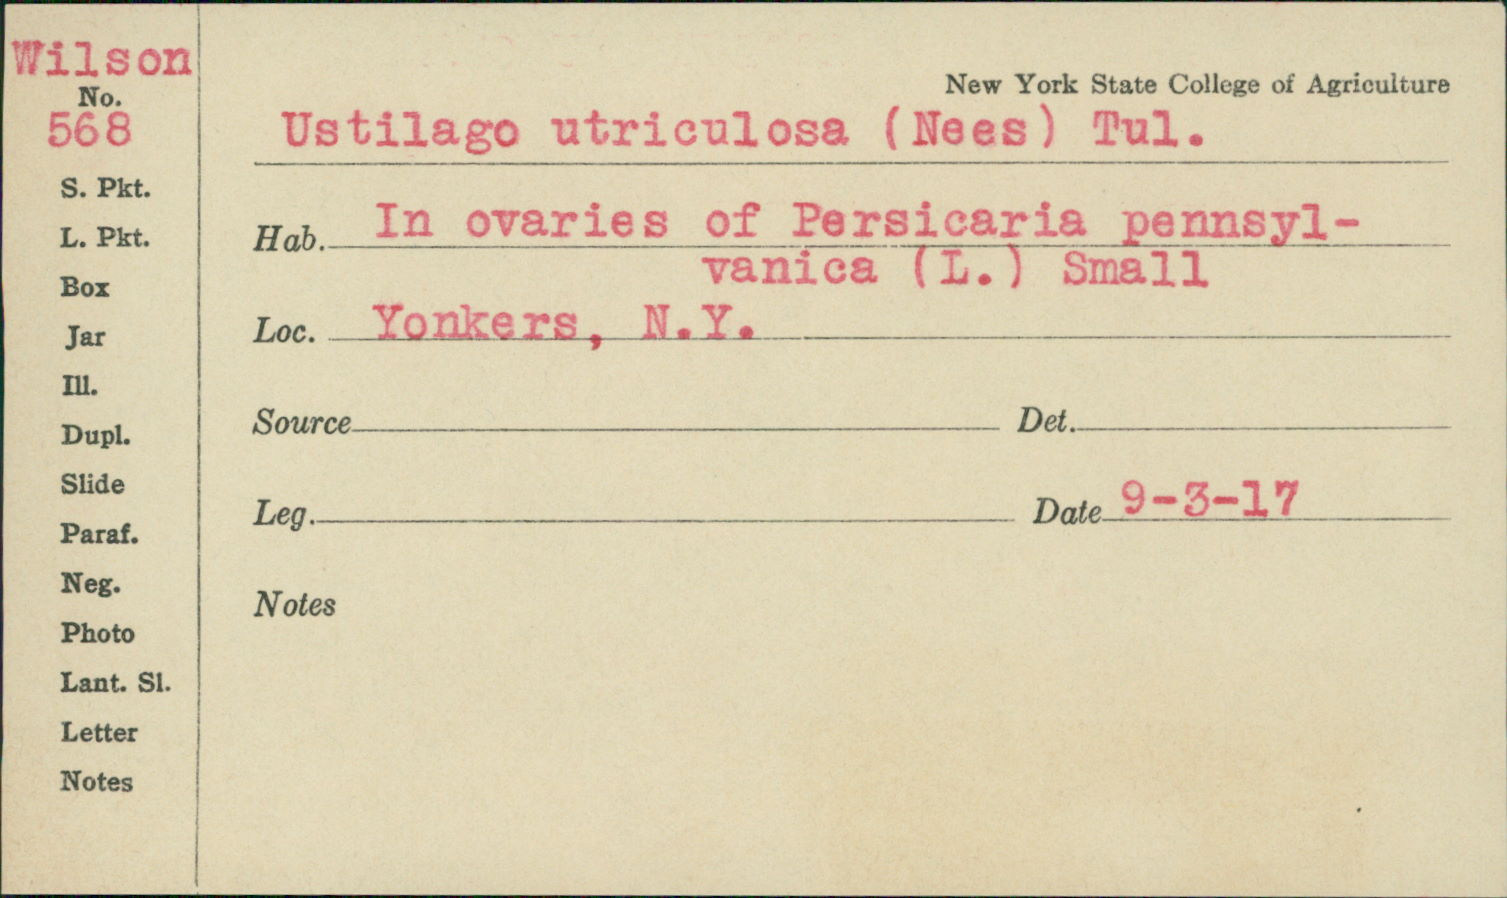 Wilson
No.
568
S. Pkt.
L. Pkt.
Box
Jar
Ill.
Dupl.
Slide
Paraf.
Neg.
Photo
Lant. Sl.
Letter
Notes
New York State College of Agriculture
Ustilago utriculosa (Nees) Tul.
Hab. In ovaries of Persicaria pennsyl-
vanica (L.) Small
Loc. Yonkers, N.Y.
Source Det.
Leg. Date 9-3-17
Notes